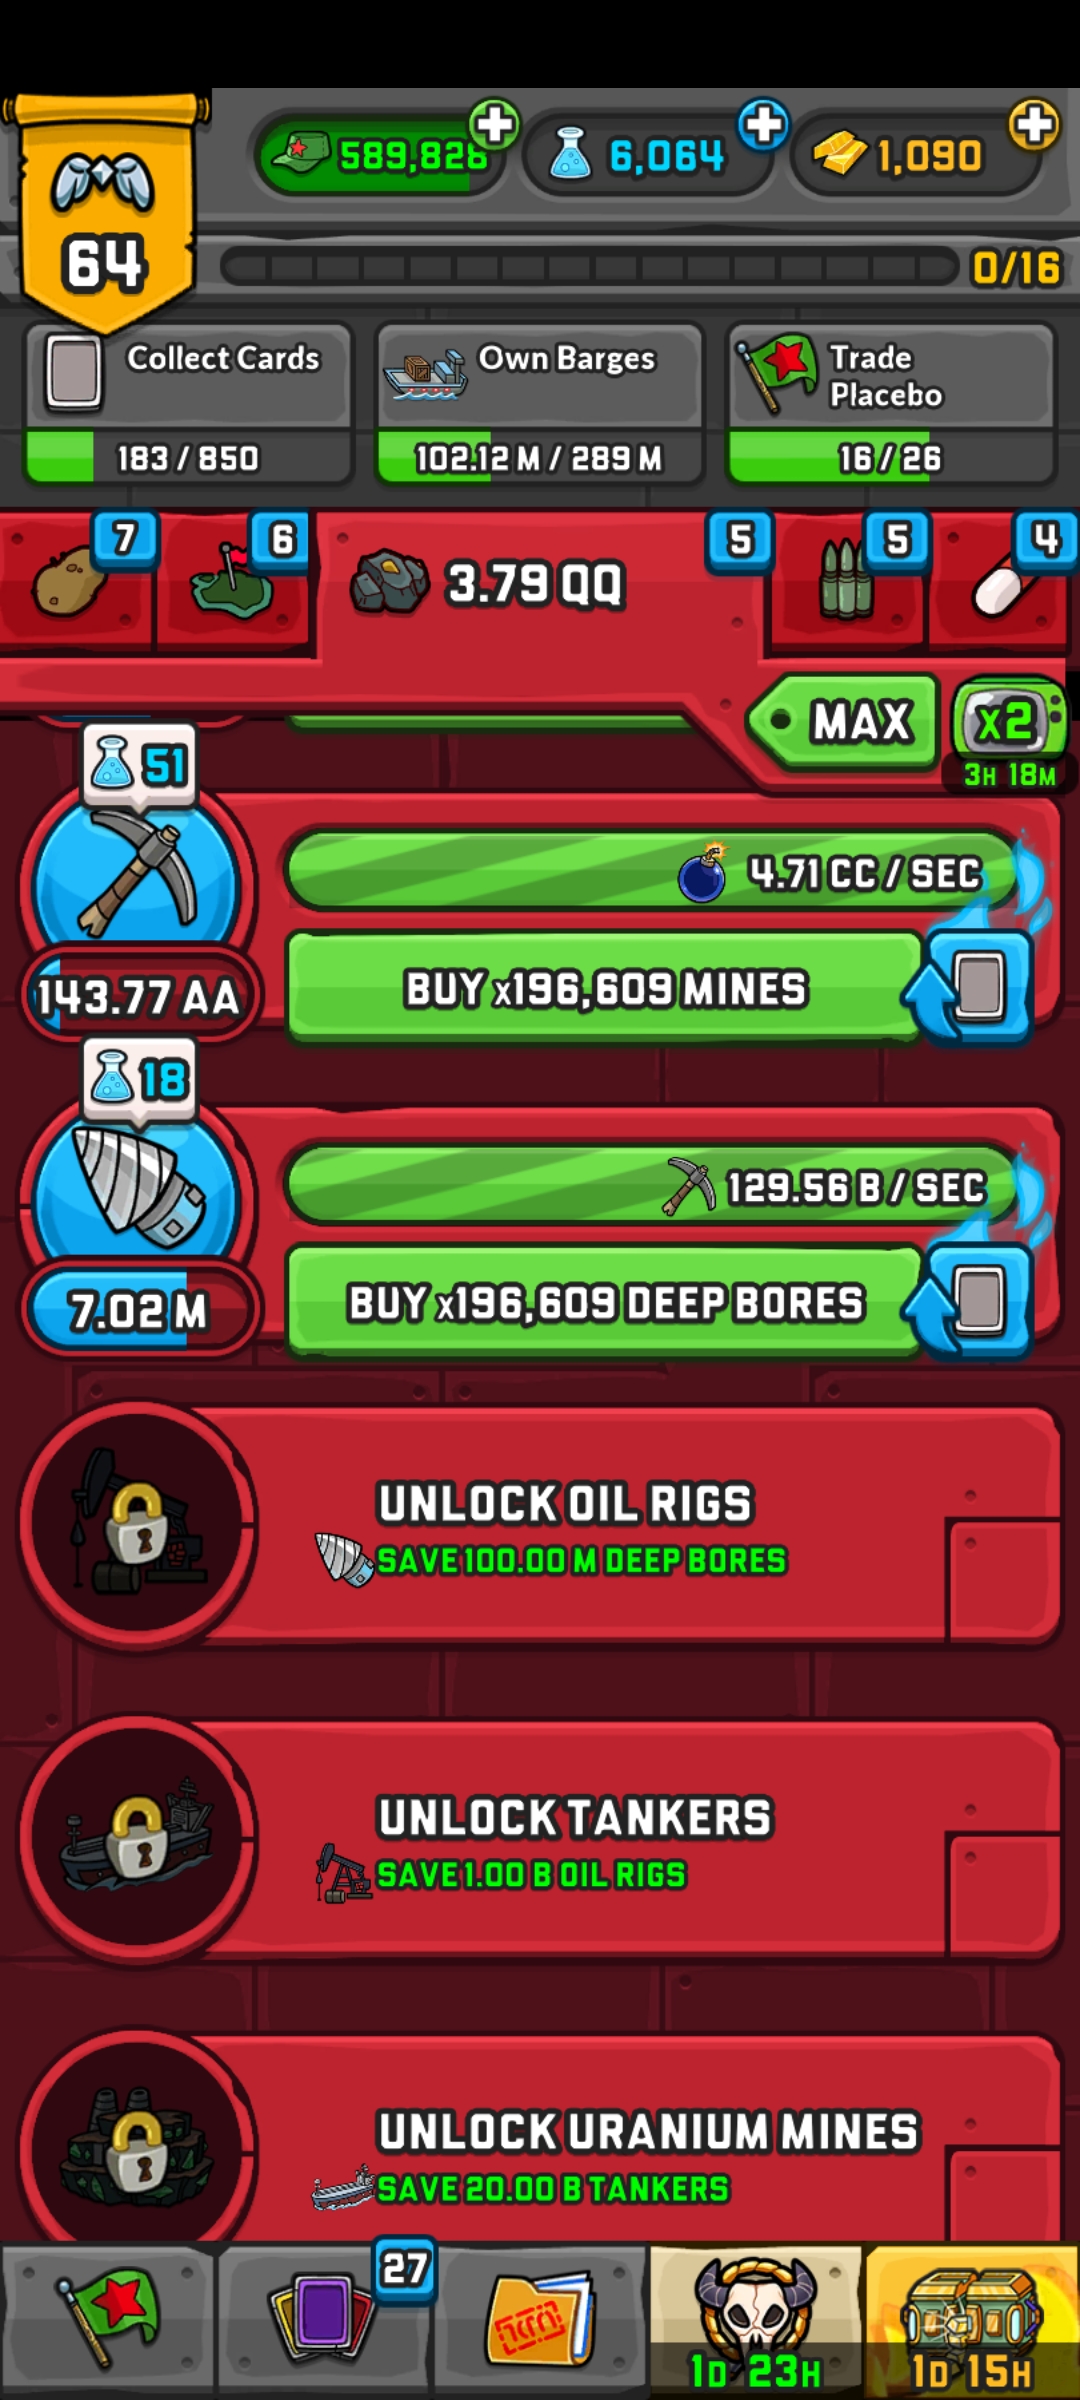 64
589,828
6,064
1,090
0/16
Collect Cards
183 / 850
Own Barges
102.12 M / 289 M
Trade
Placebo
16 / 26
7
6
3.79 QQ
5
5
4
MAX
x2
3H 18M
51
4.71 CC / SEC
143.77 AA
BUY x196,609 MINES
18
129.56 B / SEC
7.02 M
BUY x196,609 DEEP BORES
UNLOCK OIL RIGS
SAVE 100.00 M DEEP BORES
UNLOCK TANKERS
SAVE 1.00 B OIL RIGS
UNLOCK URANIUM MINES
SAVE 20.00 B TANKERS
27
1D 23H
1D 15H